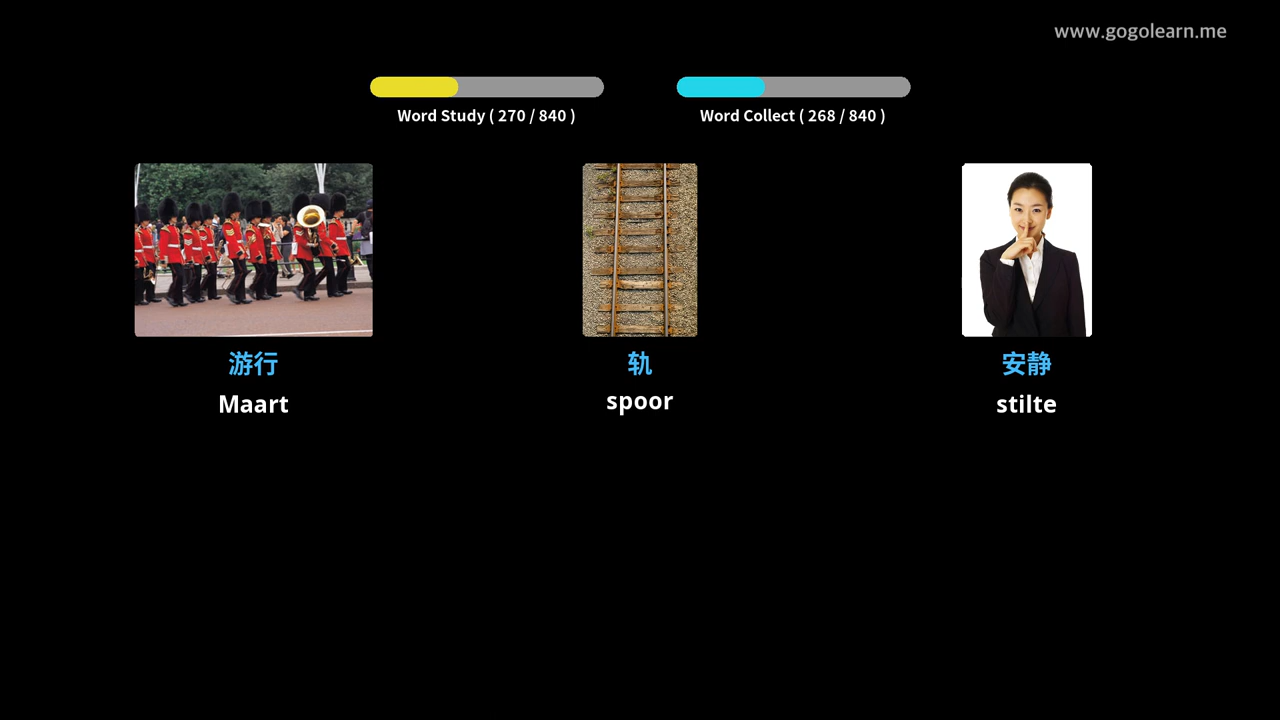 www.gogolearn.me
Word Study ( 270 / 840 )
Word Collect ( 268 / 840 )
游行
轨
安静
Maart
spoor
stilte